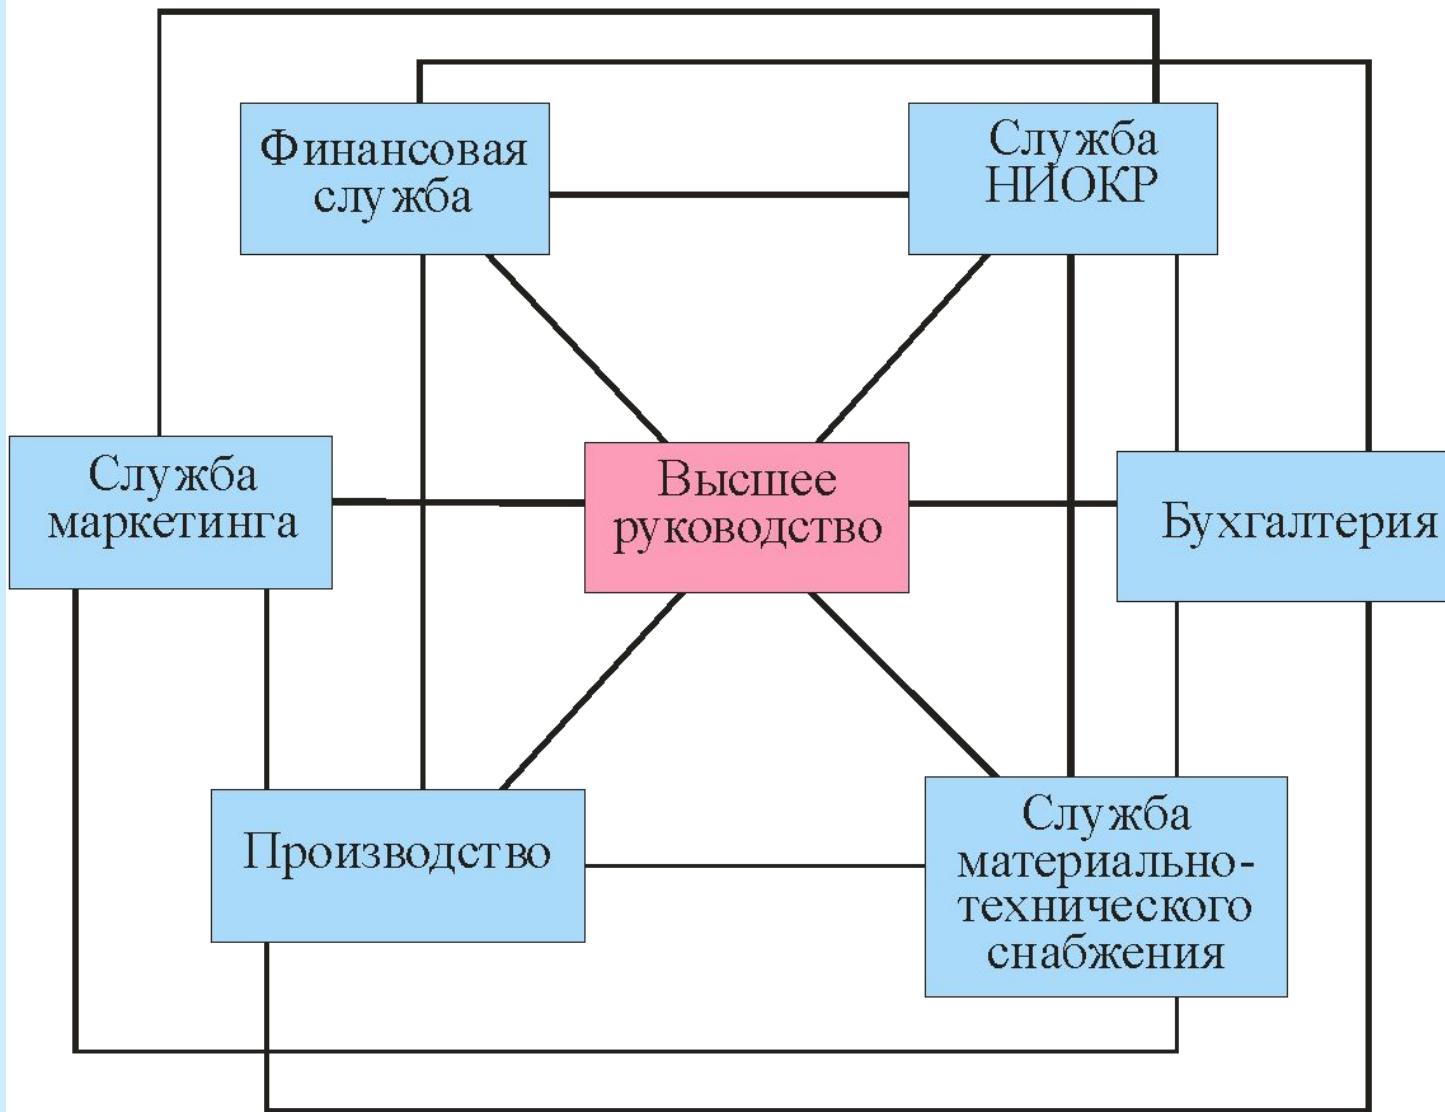 Финансовая
служба
Служба
НИОКР
Служба
маркетинга
Высшее
руководство
Бухгалтерия
Производство
Служба
материально-
технического
снабжения